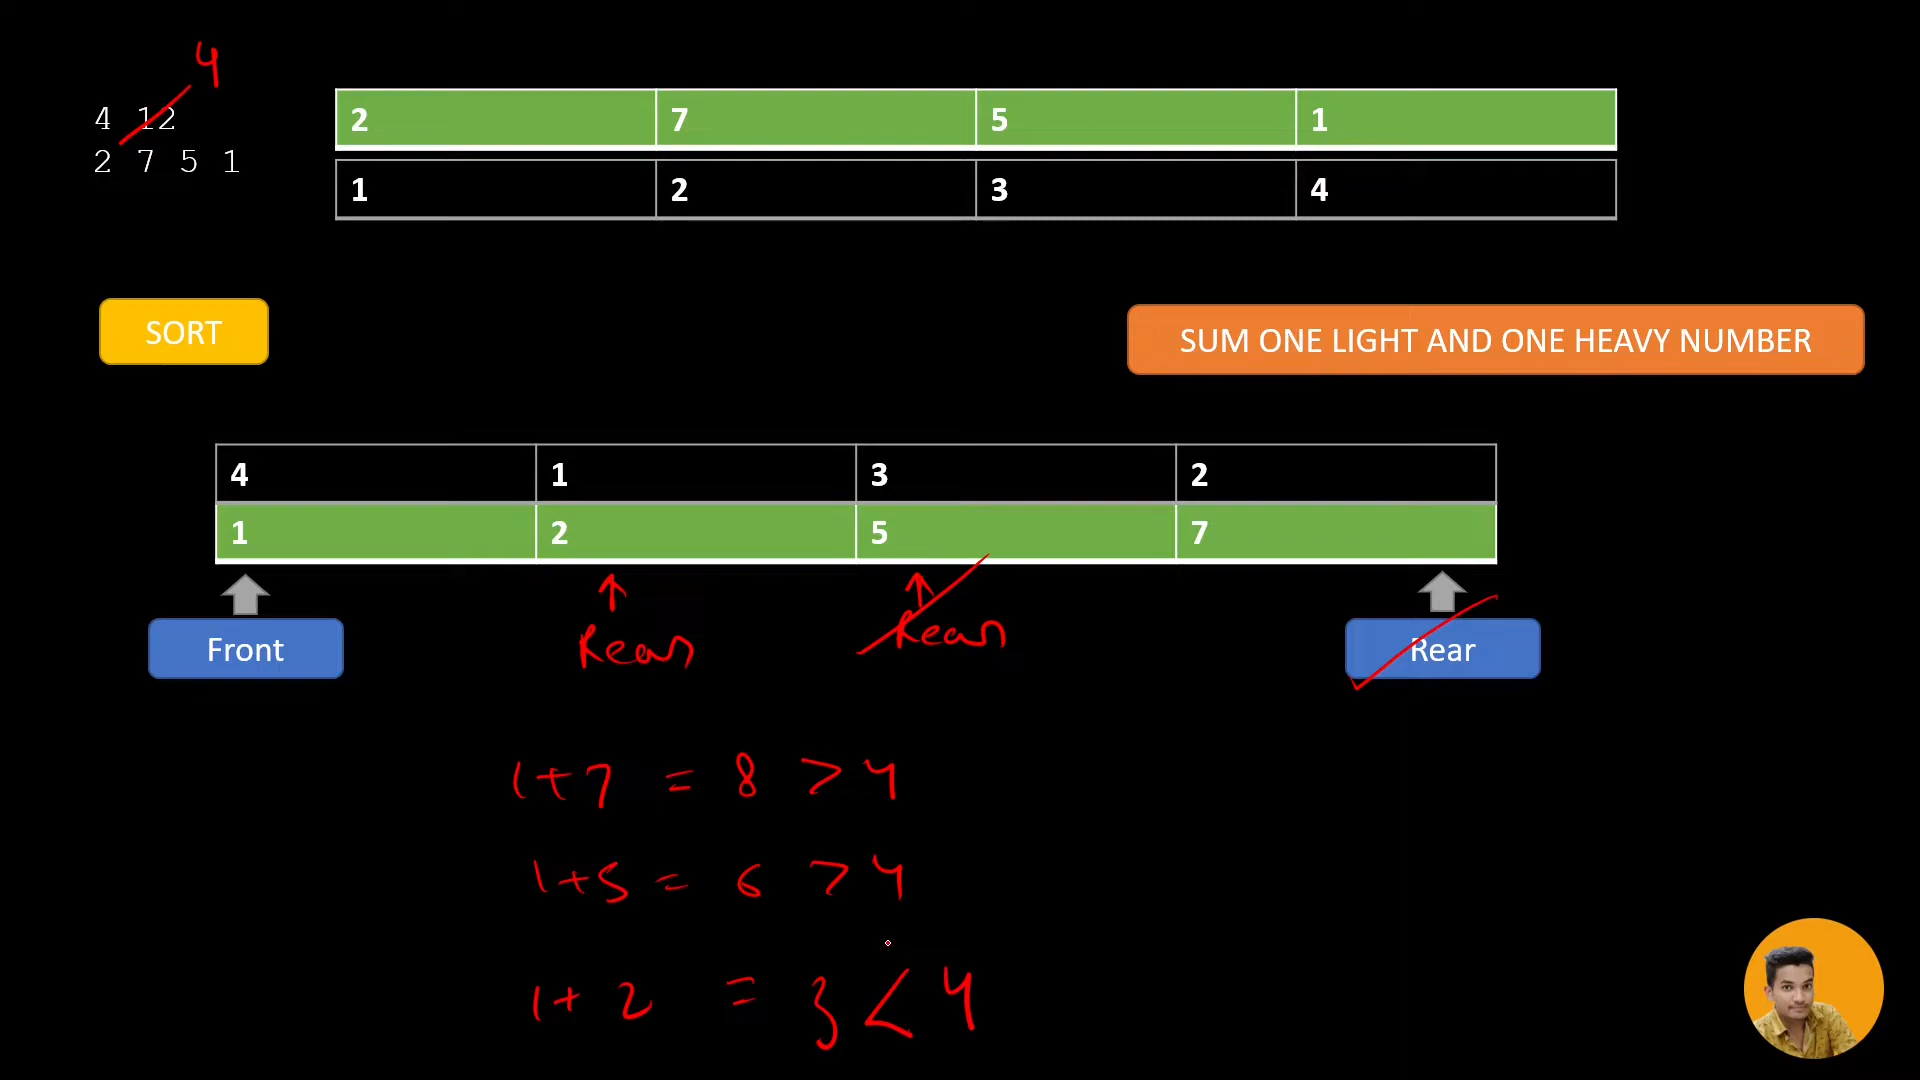 4
4 12
2 7 5 1
2 7 5 1
1 2 3 4
SORT
SUM ONE LIGHT AND ONE HEAVY NUMBER
4 1 3 2
1 2 5 7
Rear
Rear
Front
Rear
1+7 = 8 > 4
1+5 = 6 > 4
1+2 = 3 < 4